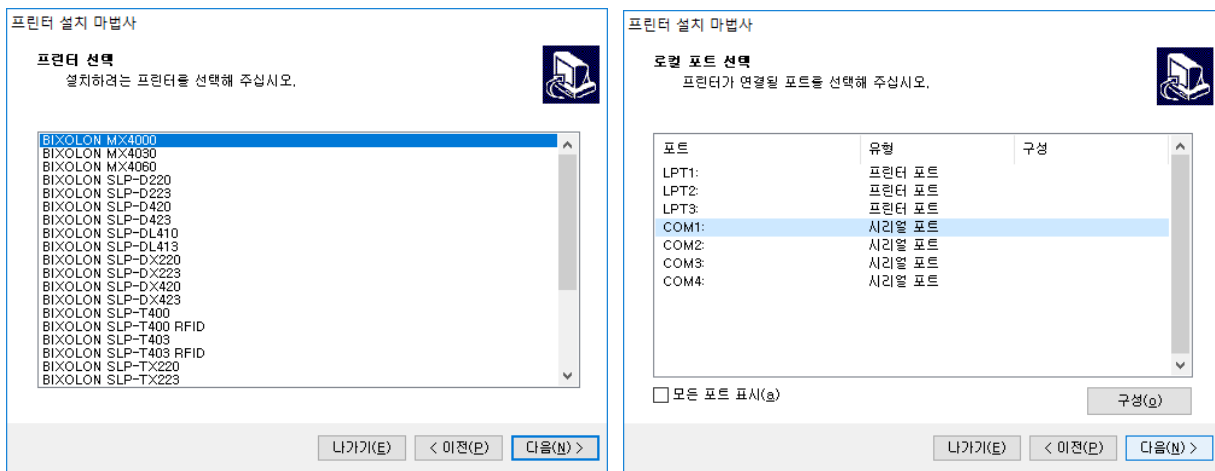 프린터 설치 마법사
프린터 선택
설치하려는 프린터를 선택해 주십시오.
BIXOLON MX4000
BIXOLON MX4030
BIXOLON MX4060
BIXOLON SLP-D220
BIXOLON SLP-D223
BIXOLON SLP-D420
BIXOLON SLP-D423
BIXOLON SLP-DL410
BIXOLON SLP-DL413
BIXOLON SLP-DX220
BIXOLON SLP-DX223
BIXOLON SLP-DX420
BIXOLON SLP-DX423
BIXOLON SLP-T400
BIXOLON SLP-T400 RFID
BIXOLON SLP-T403
BIXOLON SLP-T403 RFID
BIXOLON SLP-TX220
BIXOLON SLP-TX223
나가기(E) < 이전(P) 다음(N) >
프린터 설치 마법사
로컬 포트 선택
프린터가 연결될 포트를 선택해 주십시오.
포트 유형 구성
LPT1: 프린터 포트
LPT2: 프린터 포트
LPT3: 프린터 포트
COM1: 시리얼 포트
COM2: 시리얼 포트
COM3: 시리얼 포트
COM4: 시리얼 포트
모든 포트 표시(a)
구성(o)
나가기(E) < 이전(P) 다음(N) >